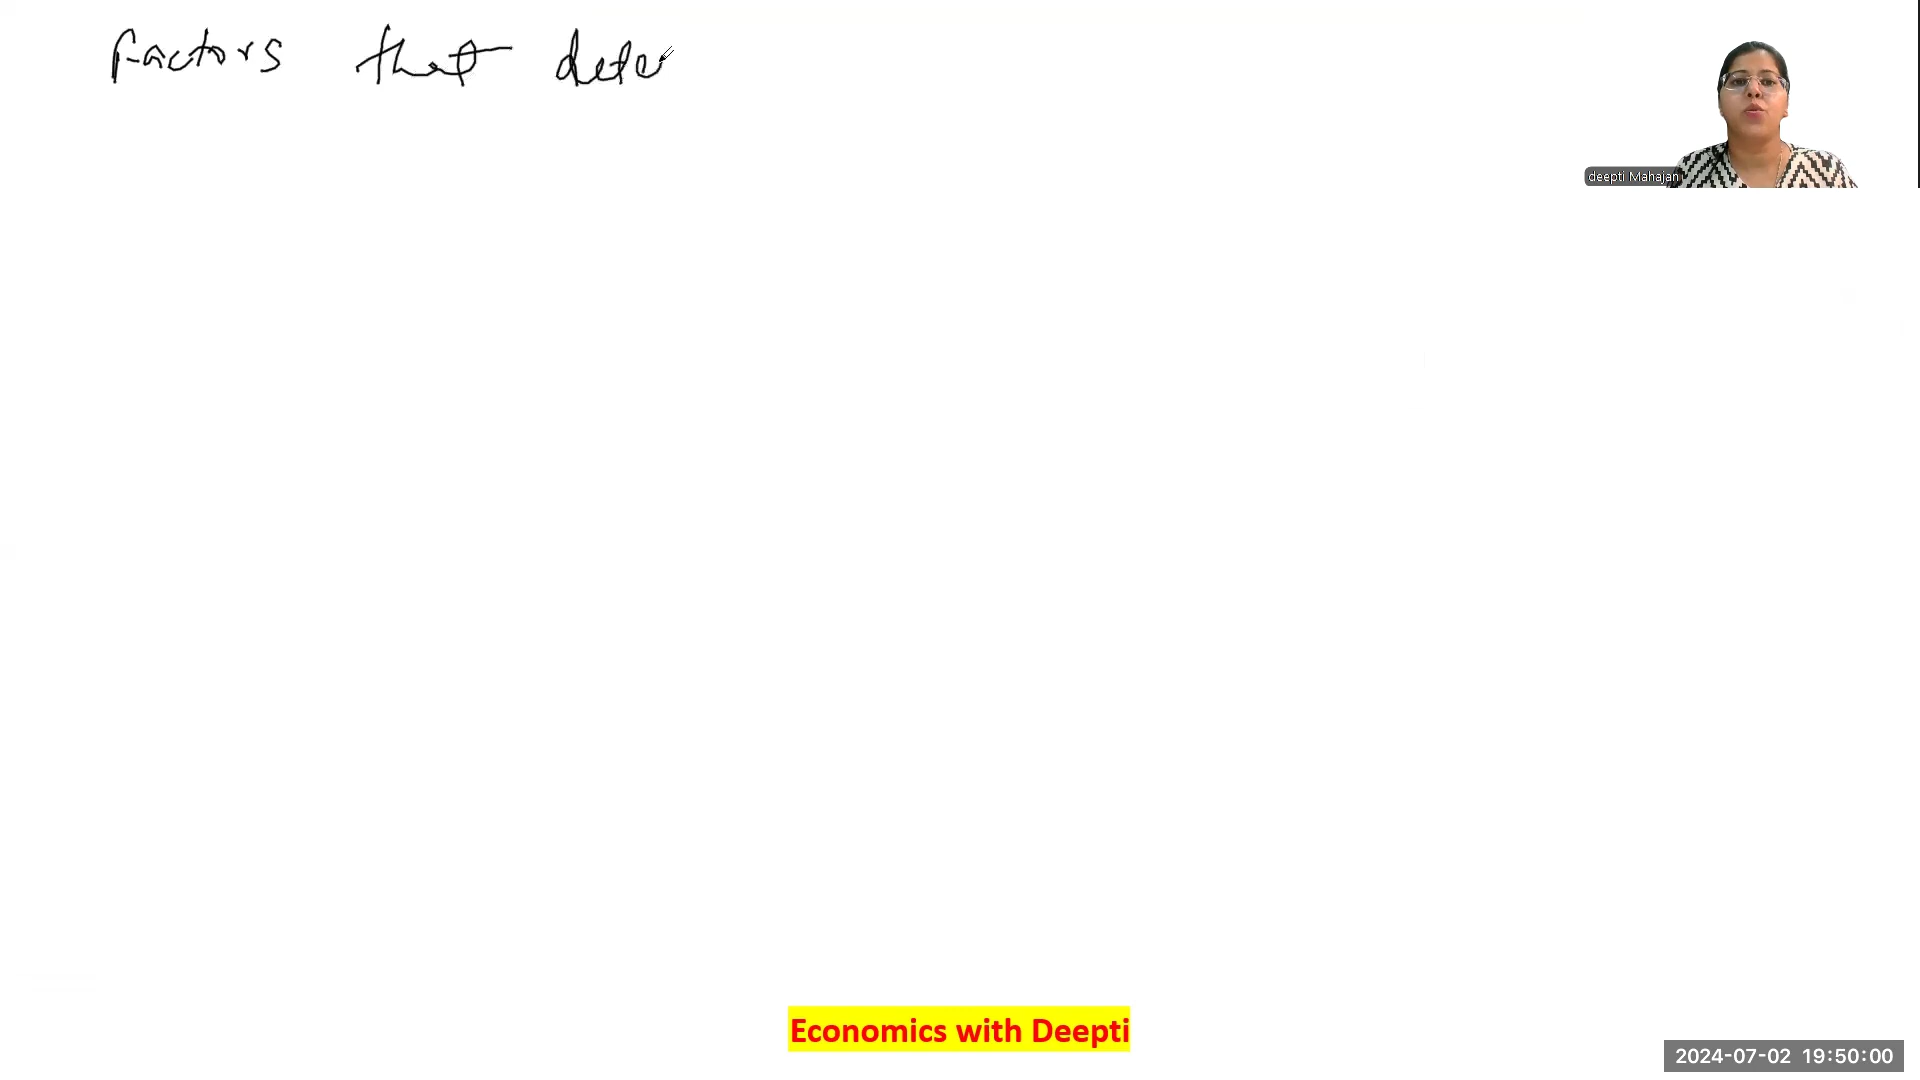 Factors that dete
deepti Mahajan
Economics with Deepti
2024-07-02 19:50:00